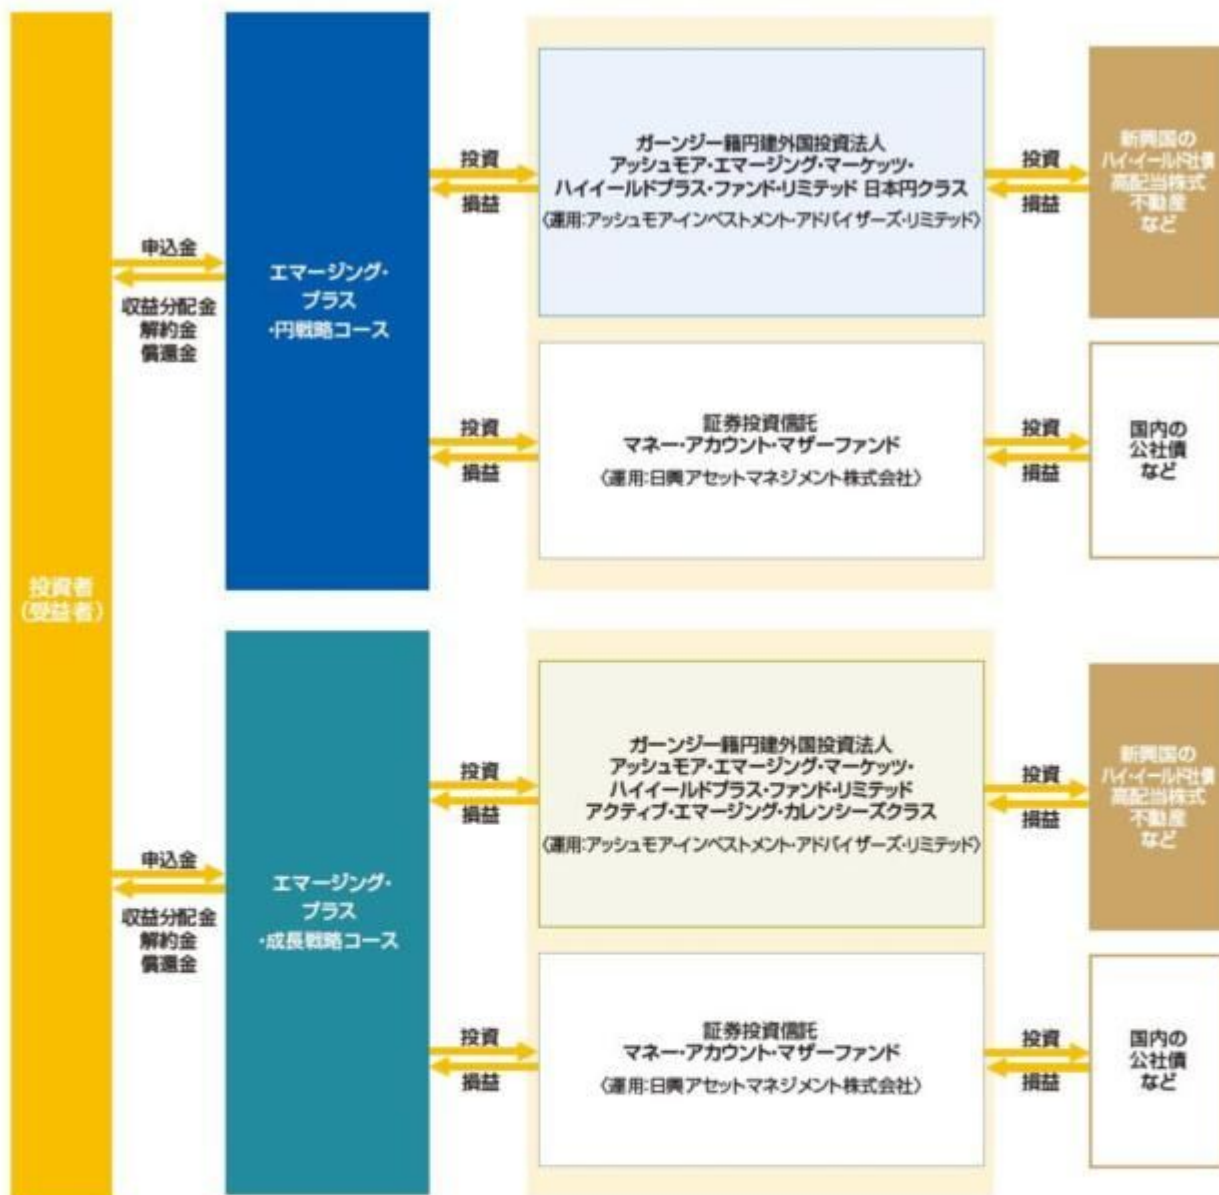 投資者
(受益者)
申込金
収益分配金
解約金
償還金
エマージング・
プラス
・円戦略コース
投資
損益
ガーンジー籍円建外国投資法人
アッシュモア・エマージング・マーケッツ・
ハイイールドプラス・ファンド・リミテッド 日本円クラス
〈運用:アッシュモア・インベストメント・アドバイザーズ・リミテッド〉
投資
損益
新興国の
ハイ・イールド社債
高配当株式
不動産
など
投資
損益
証券投資信託
マネー・アカウント・マザーファンド
〈運用:日興アセットマネジメント株式会社〉
投資
損益
国内の
公社債
など
申込金
収益分配金
解約金
償還金
エマージング・
プラス
・成長戦略コース
投資
損益
ガーンジー籍円建外国投資法人
アッシュモア・エマージング・マーケッツ・
ハイイールドプラス・ファンド・リミテッド
アクティブ・エマージング・カレンシーズクラス
〈運用:アッシュモア・インベストメント・アドバイザーズ・リミテッド〉
投資
損益
新興国の
ハイ・イールド社債
高配当株式
不動産
など
投資
損益
証券投資信託
マネー・アカウント・マザーファンド
〈運用:日興アセットマネジメント株式会社〉
投資
損益
国内の
公社債
など